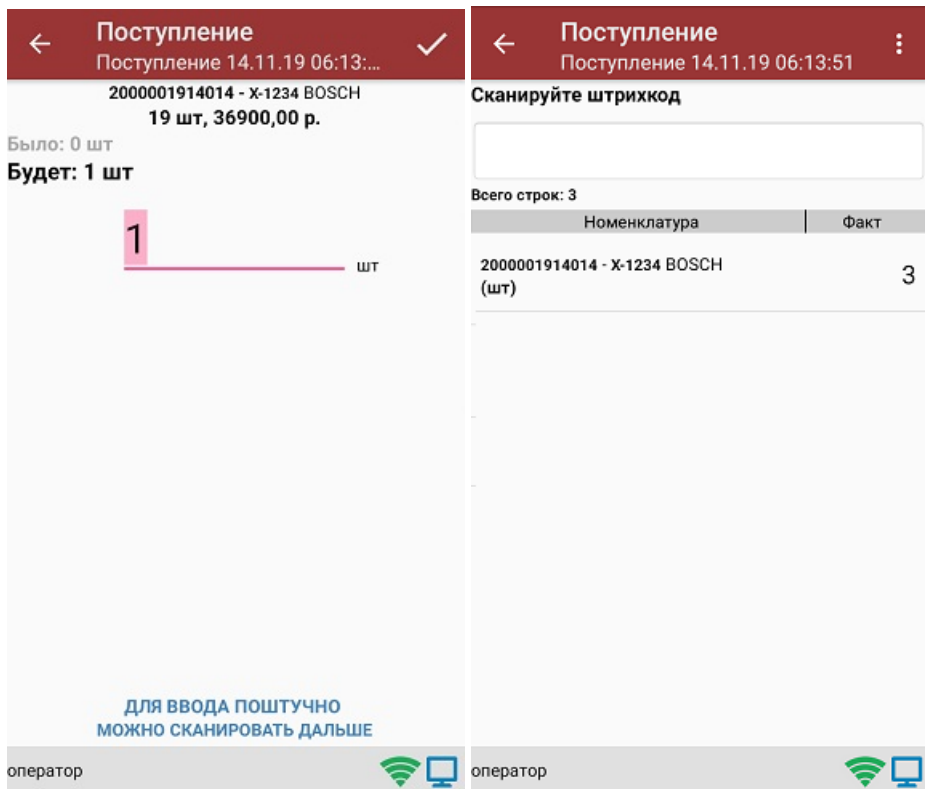 Поступление
Поступление 14.11.19 06:13:...
2000001914014 - X-1234 BOSCH
19 шт, 36900,00 р.
Было: 0 шт
Будет: 1 шт
1
шт
ДЛЯ ВВОДА ПОШТУЧНО
МОЖНО СКАНИРОВАТЬ ДАЛЬШЕ
оператор
Поступление
Поступление 14.11.19 06:13:51
Сканируйте штрихкод
Всего строк: 3
Номенклатура Факт
2000001914014 - X-1234 BOSCH
(шт)
3
оператор